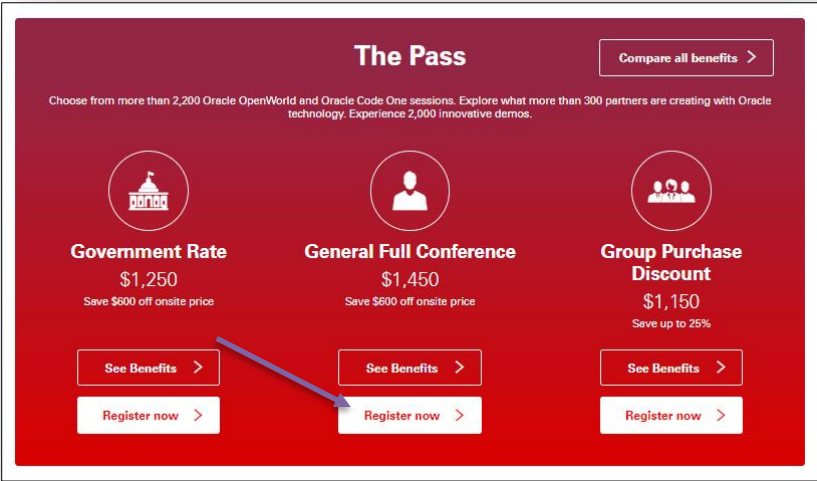 The Pass
Compare all benefits
Choose from more than 2,200 Oracle OpenWorld and Oracle Code One sessions. Explore what more than 300 partners are creating with Oracle
technology. Experience 2,000 innovative demos.
Government Rate
$1,250
Save $600 off onsite price
See Benefits
Register now
General Full Conference
$1,450
Save $600 off onsite price
See Benefits
Register now
Group Purchase
Discount
$1,150
Save up to 25%
See Benefits
Register now